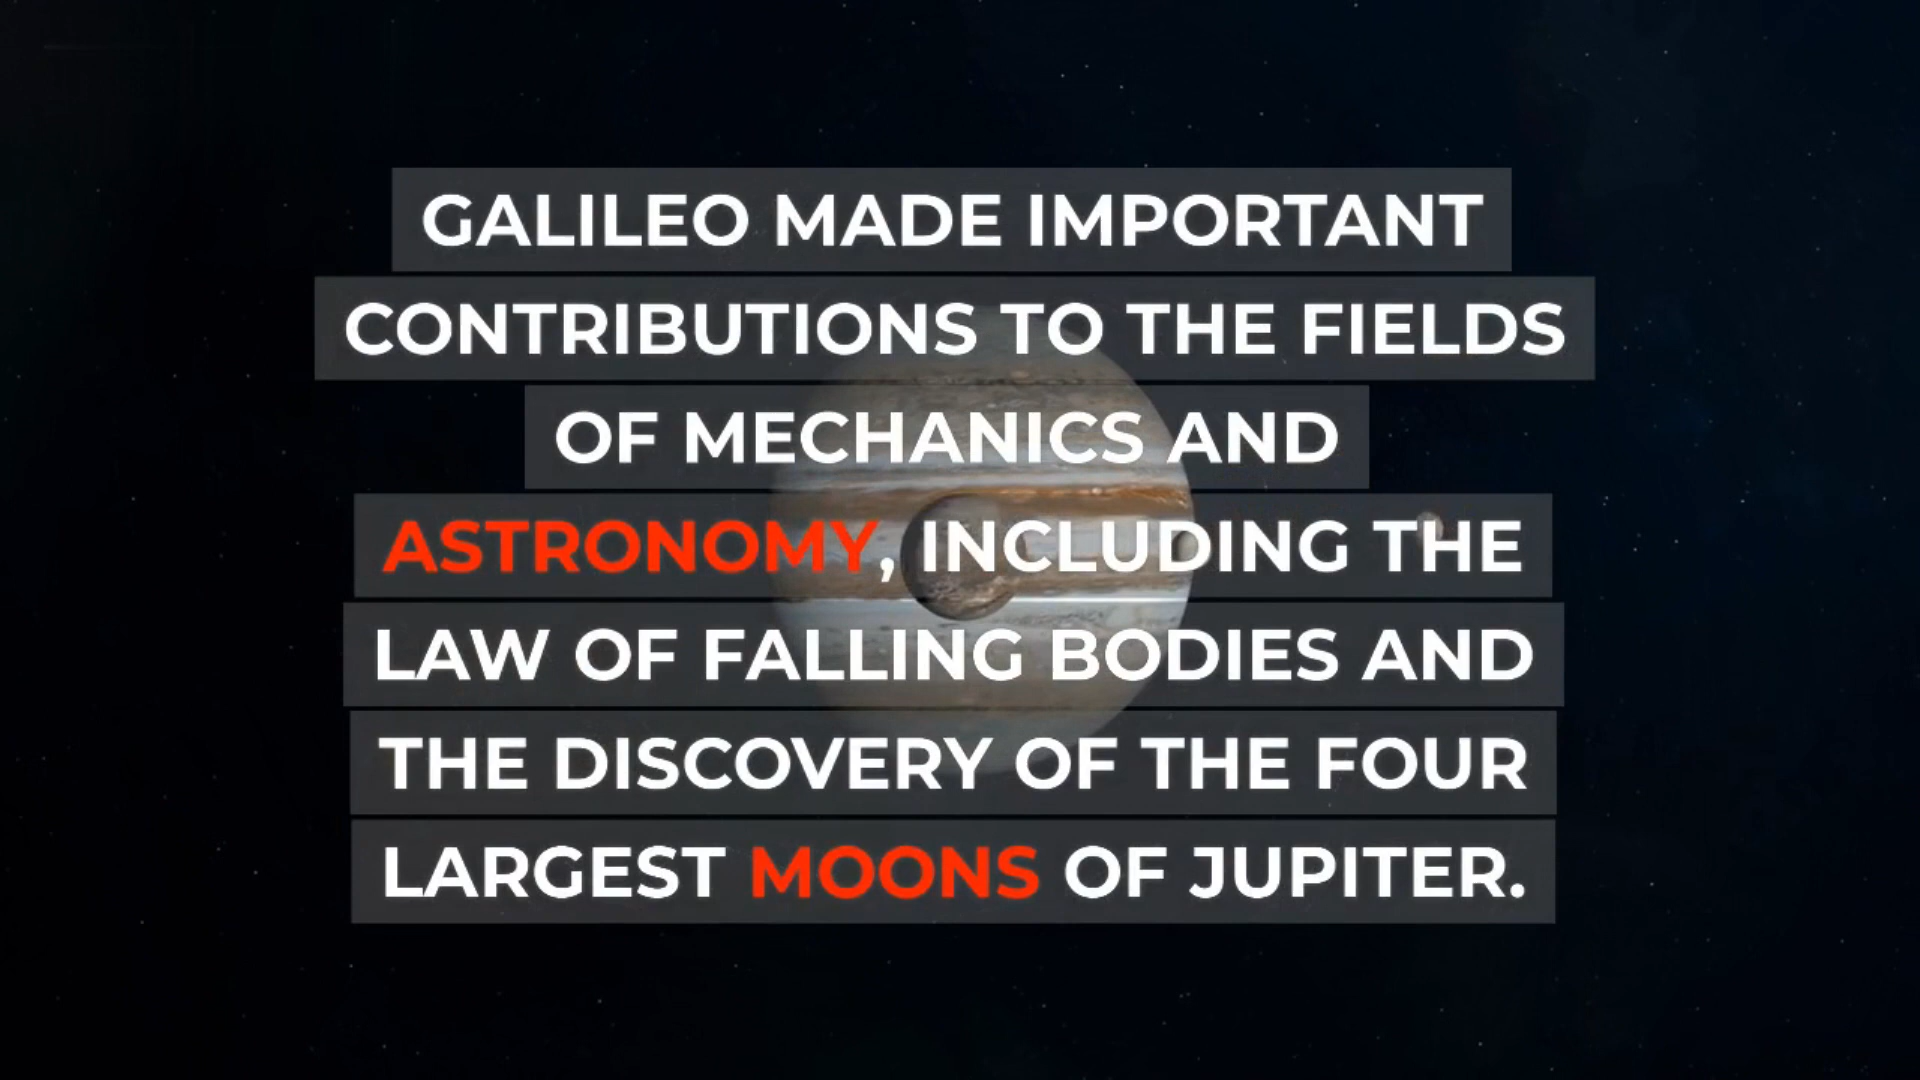 GALILEO MADE IMPORTANT
CONTRIBUTIONS TO THE FIELDS
OF MECHANICS AND
ASTRONOMY, INCLUDING THE
LAW OF FALLING BODIES AND
THE DISCOVERY OF THE FOUR
LARGEST MOONS OF JUPITER.